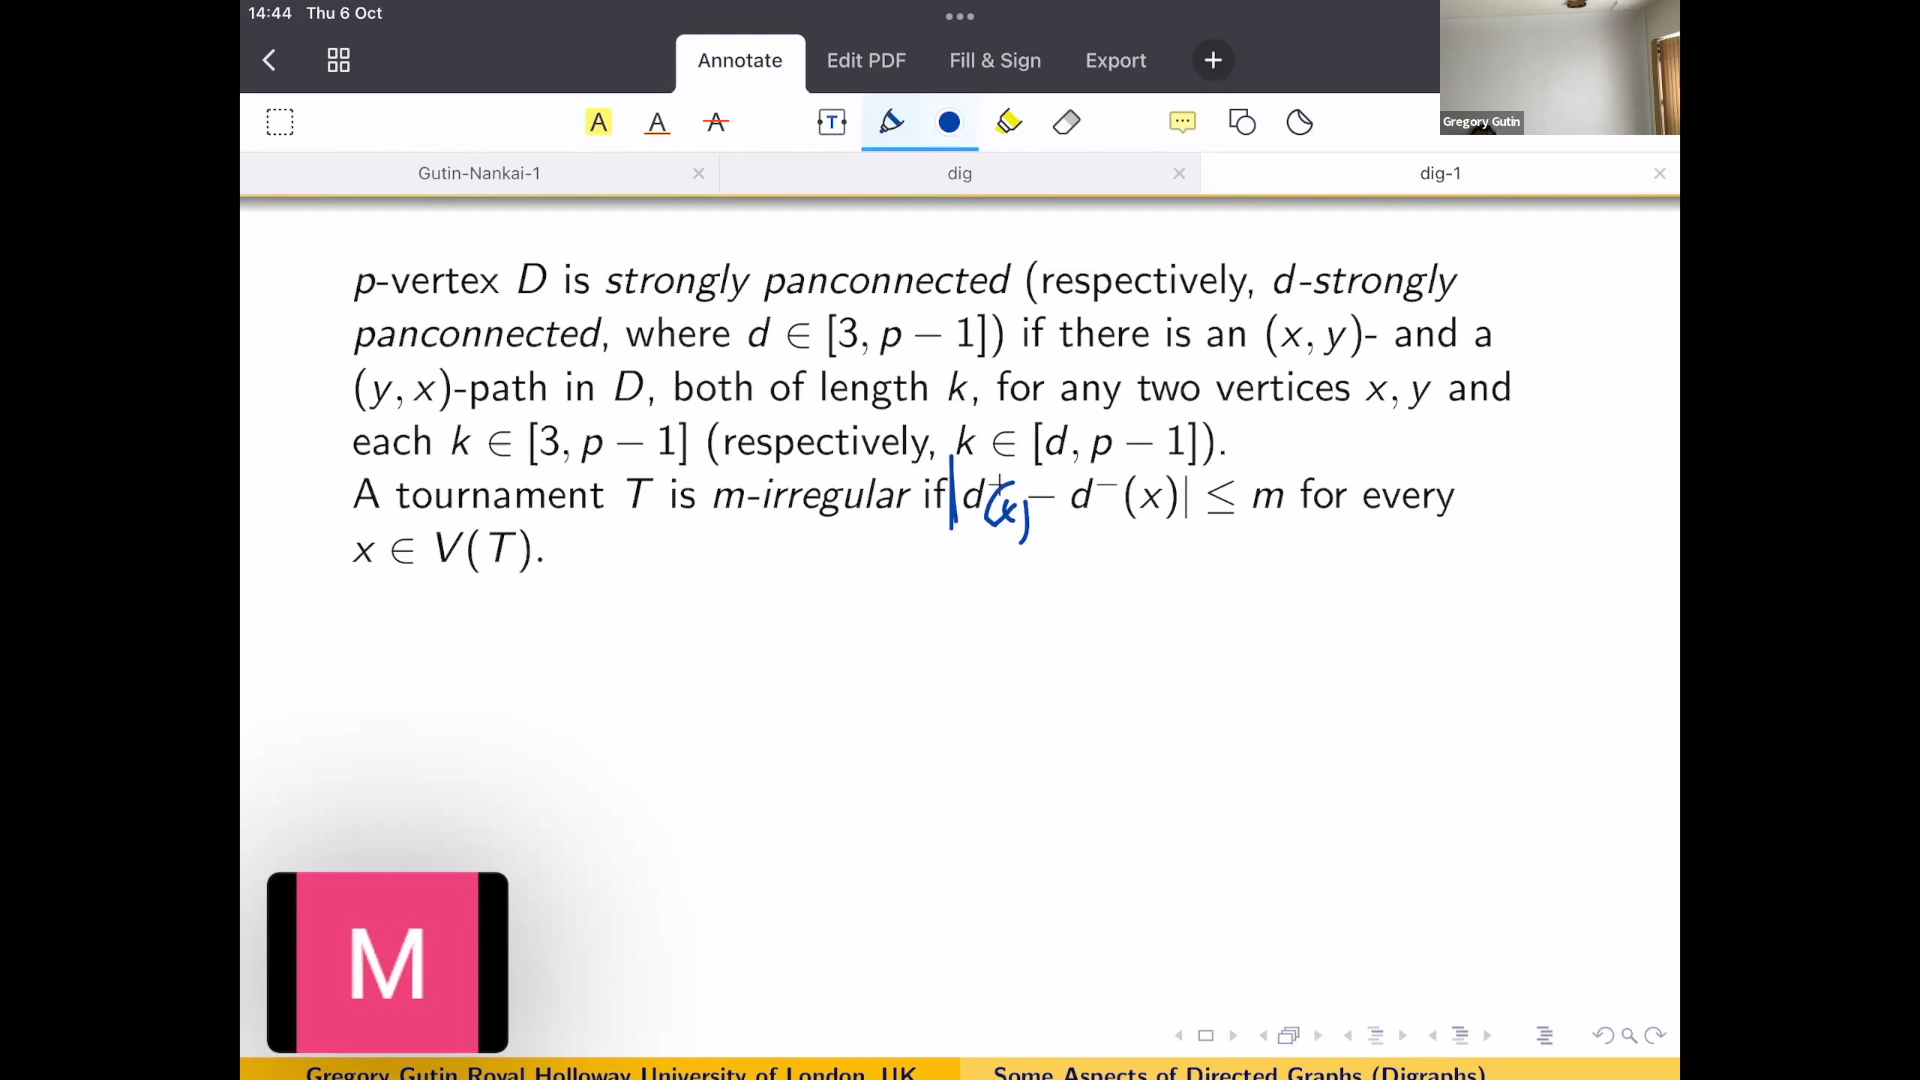 14:44 Thu 6 Oct
Annotate Edit PDF Fill & Sign Export +
A A A T
Gregory Gutin
Gutin-Nankai-1 × dig × dig-1 ×
p-vertex D is strongly panconnected (respectively, d-strongly
panconnected, where d ∈ [3, p − 1]) if there is an (x, y)- and a
(y, x)-path in D, both of length k, for any two vertices x, y and
each k ∈ [3, p − 1] (respectively, k ∈ [d, p − 1]).
A tournament T is m-irregular if |d⁺(x) − d⁻(x)| ≤ m for every
x ∈ V(T).
M
Gregory Gutin Royal Holloway University of London, UK Some Aspects of Directed Graphs (Digraphs)